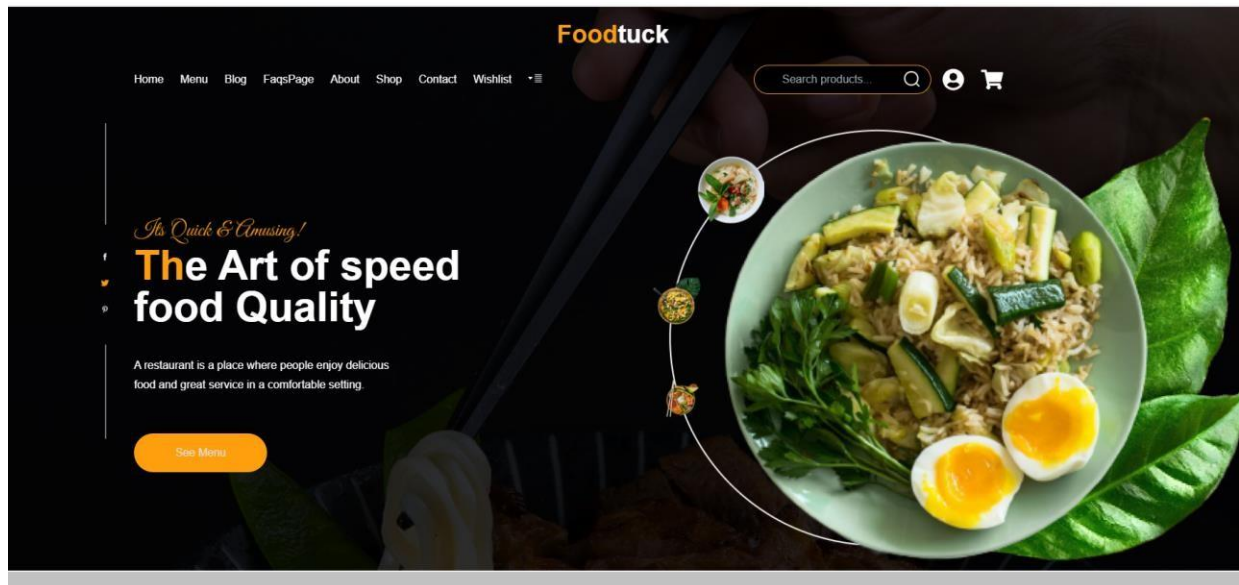 Foodtuck
Home Menu Blog FaqsPage About Shop Contact Wishlist
Search products...
Its Quick & Amusing!
The Art of speed
food Quality
A restaurant is a place where people enjoy delicious
food and great service in a comfortable setting.
See Menu